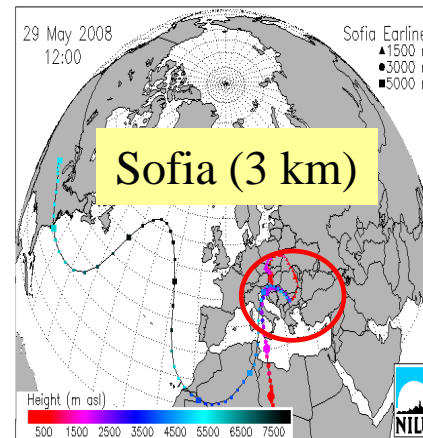 29 May 2008
12:00
Sofia Earline
▲1500 m
●3000 m
■5000 m
Sofia (3 km)
Height (m asl)
500 1500 2500 3500 4500 5500 6500 7500
NILU